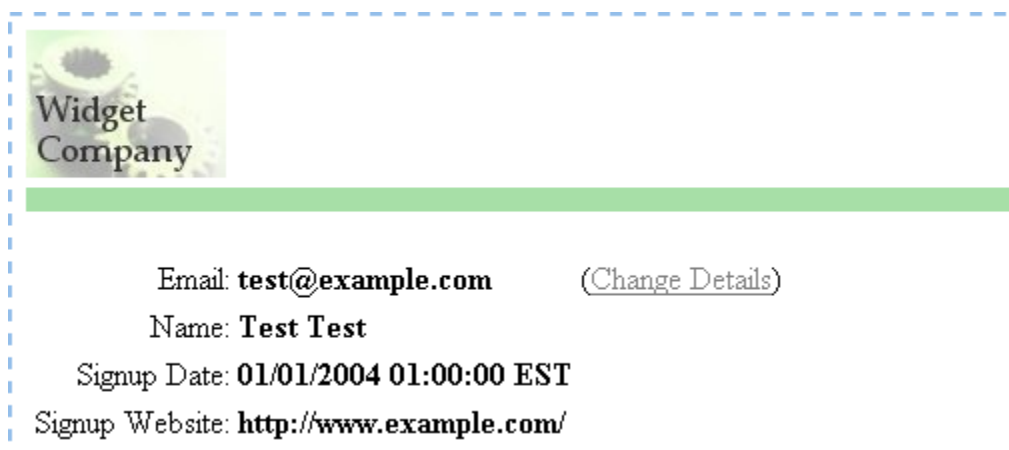 Widget
Company
Email: test@example.com (Change Details)
Name: Test Test
Signup Date: 01/01/2004 01:00:00 EST
Signup Website: http://www.example.com/